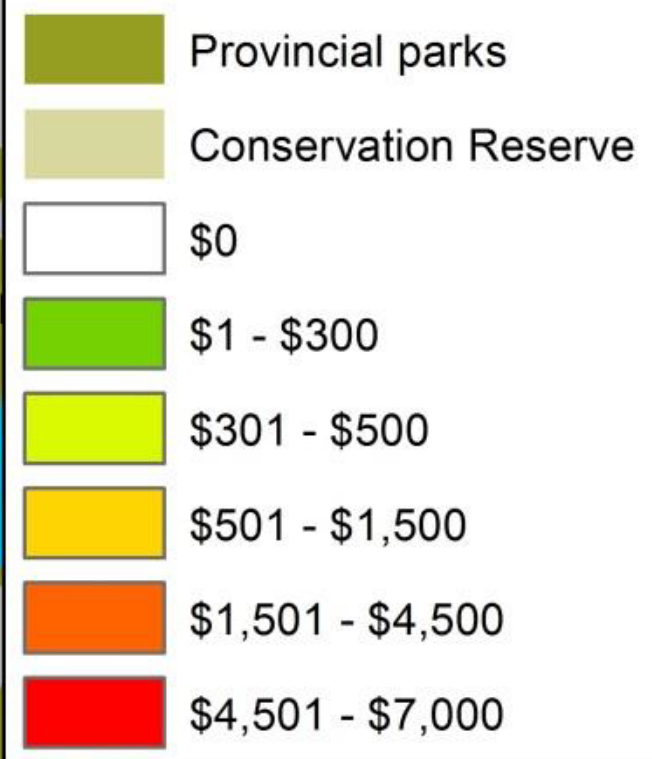 Provincial parks
Conservation Reserve
$0
$1 - $300
$301 - $500
$501 - $1,500
$1,501 - $4,500
$4,501 - $7,000